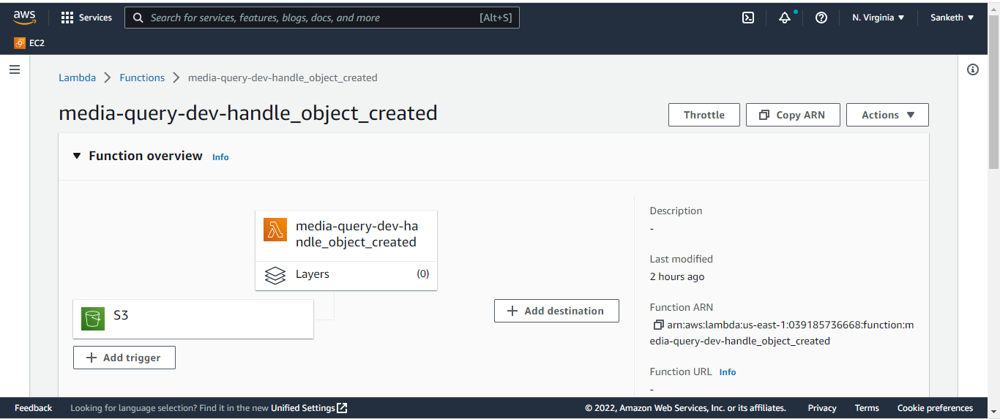 aws
Services
Search for services, features, blogs, docs, and more
[Alt+S]
N. Virginia
Sanketh
EC2
Lambda
Functions
media-query-dev-handle_object_created
media-query-dev-handle_object_created
Throttle
Copy ARN
Actions
Function overview
Info
media-query-dev-ha
ndle_object_created
Layers
(0)
S3
Add trigger
Add destination
Description
-
Last modified
2 hours ago
Function ARN
arn:aws:lambda:us-east-1:039185736668:function:m
edia-query-dev-handle_object_created
Function URL
Info
-
Feedback
Looking for language selection? Find it in the new Unified Settings
© 2022, Amazon Web Services, Inc. or its affiliates.
Privacy
Terms
Cookie preferences